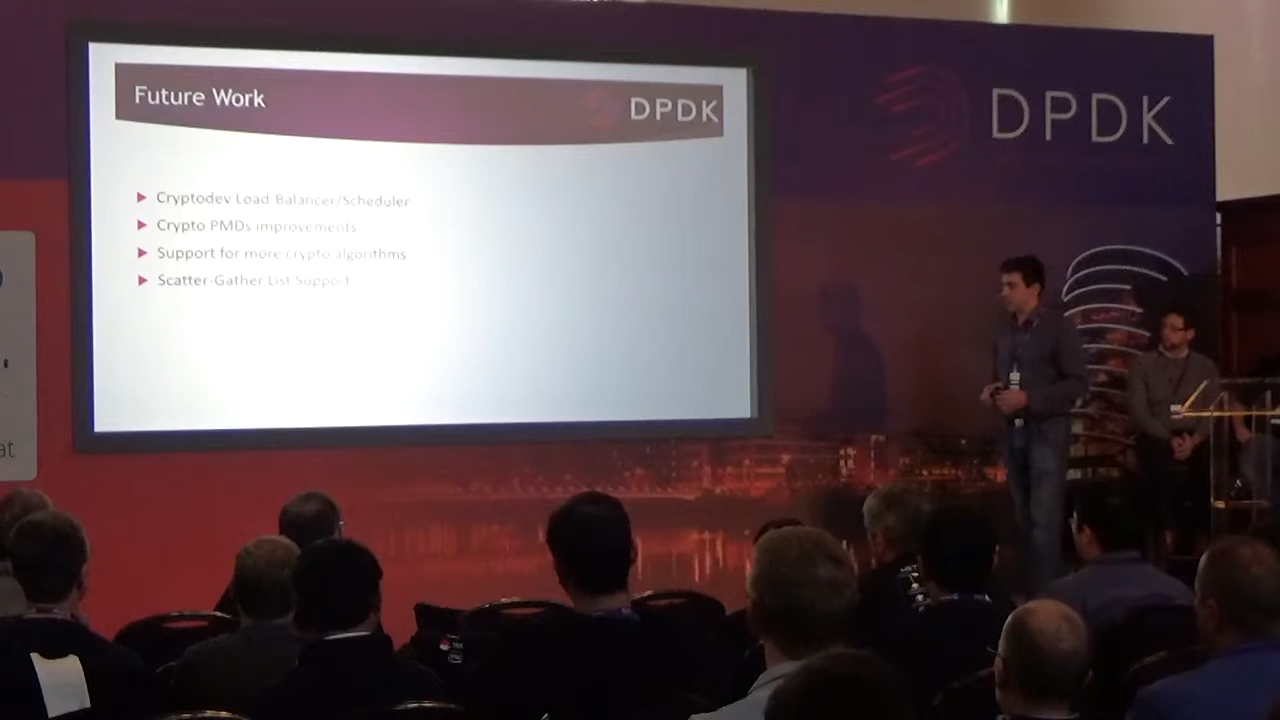 Future Work
DPDK
Cryptodev Load Balancer/Scheduler
Crypto PMDs improvements
Support for more crypto algorithms
Scatter-Gather List Support
DPDK
at